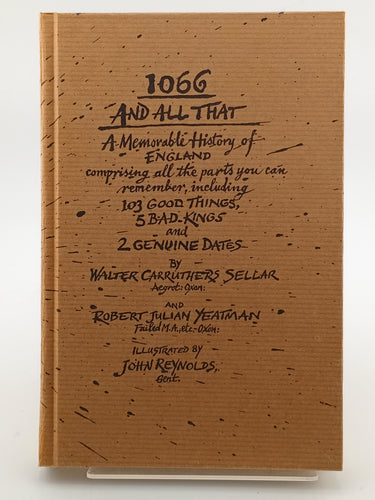 1066
AND ALL THAT
A Memorable History of
ENGLAND
comprising all the parts you can
remember, including
103 GOOD THINGS,
5 BAD KINGS
and
2 GENUINE DATES
BY
WALTER CARRUTHERS SELLAR
Aegrot: Oxon:
AND
ROBERT JULIAN YEATMAN
Failed M.A., etc. Oxon:
ILLUSTRATED BY
JOHN REYNOLDS,
Gent.